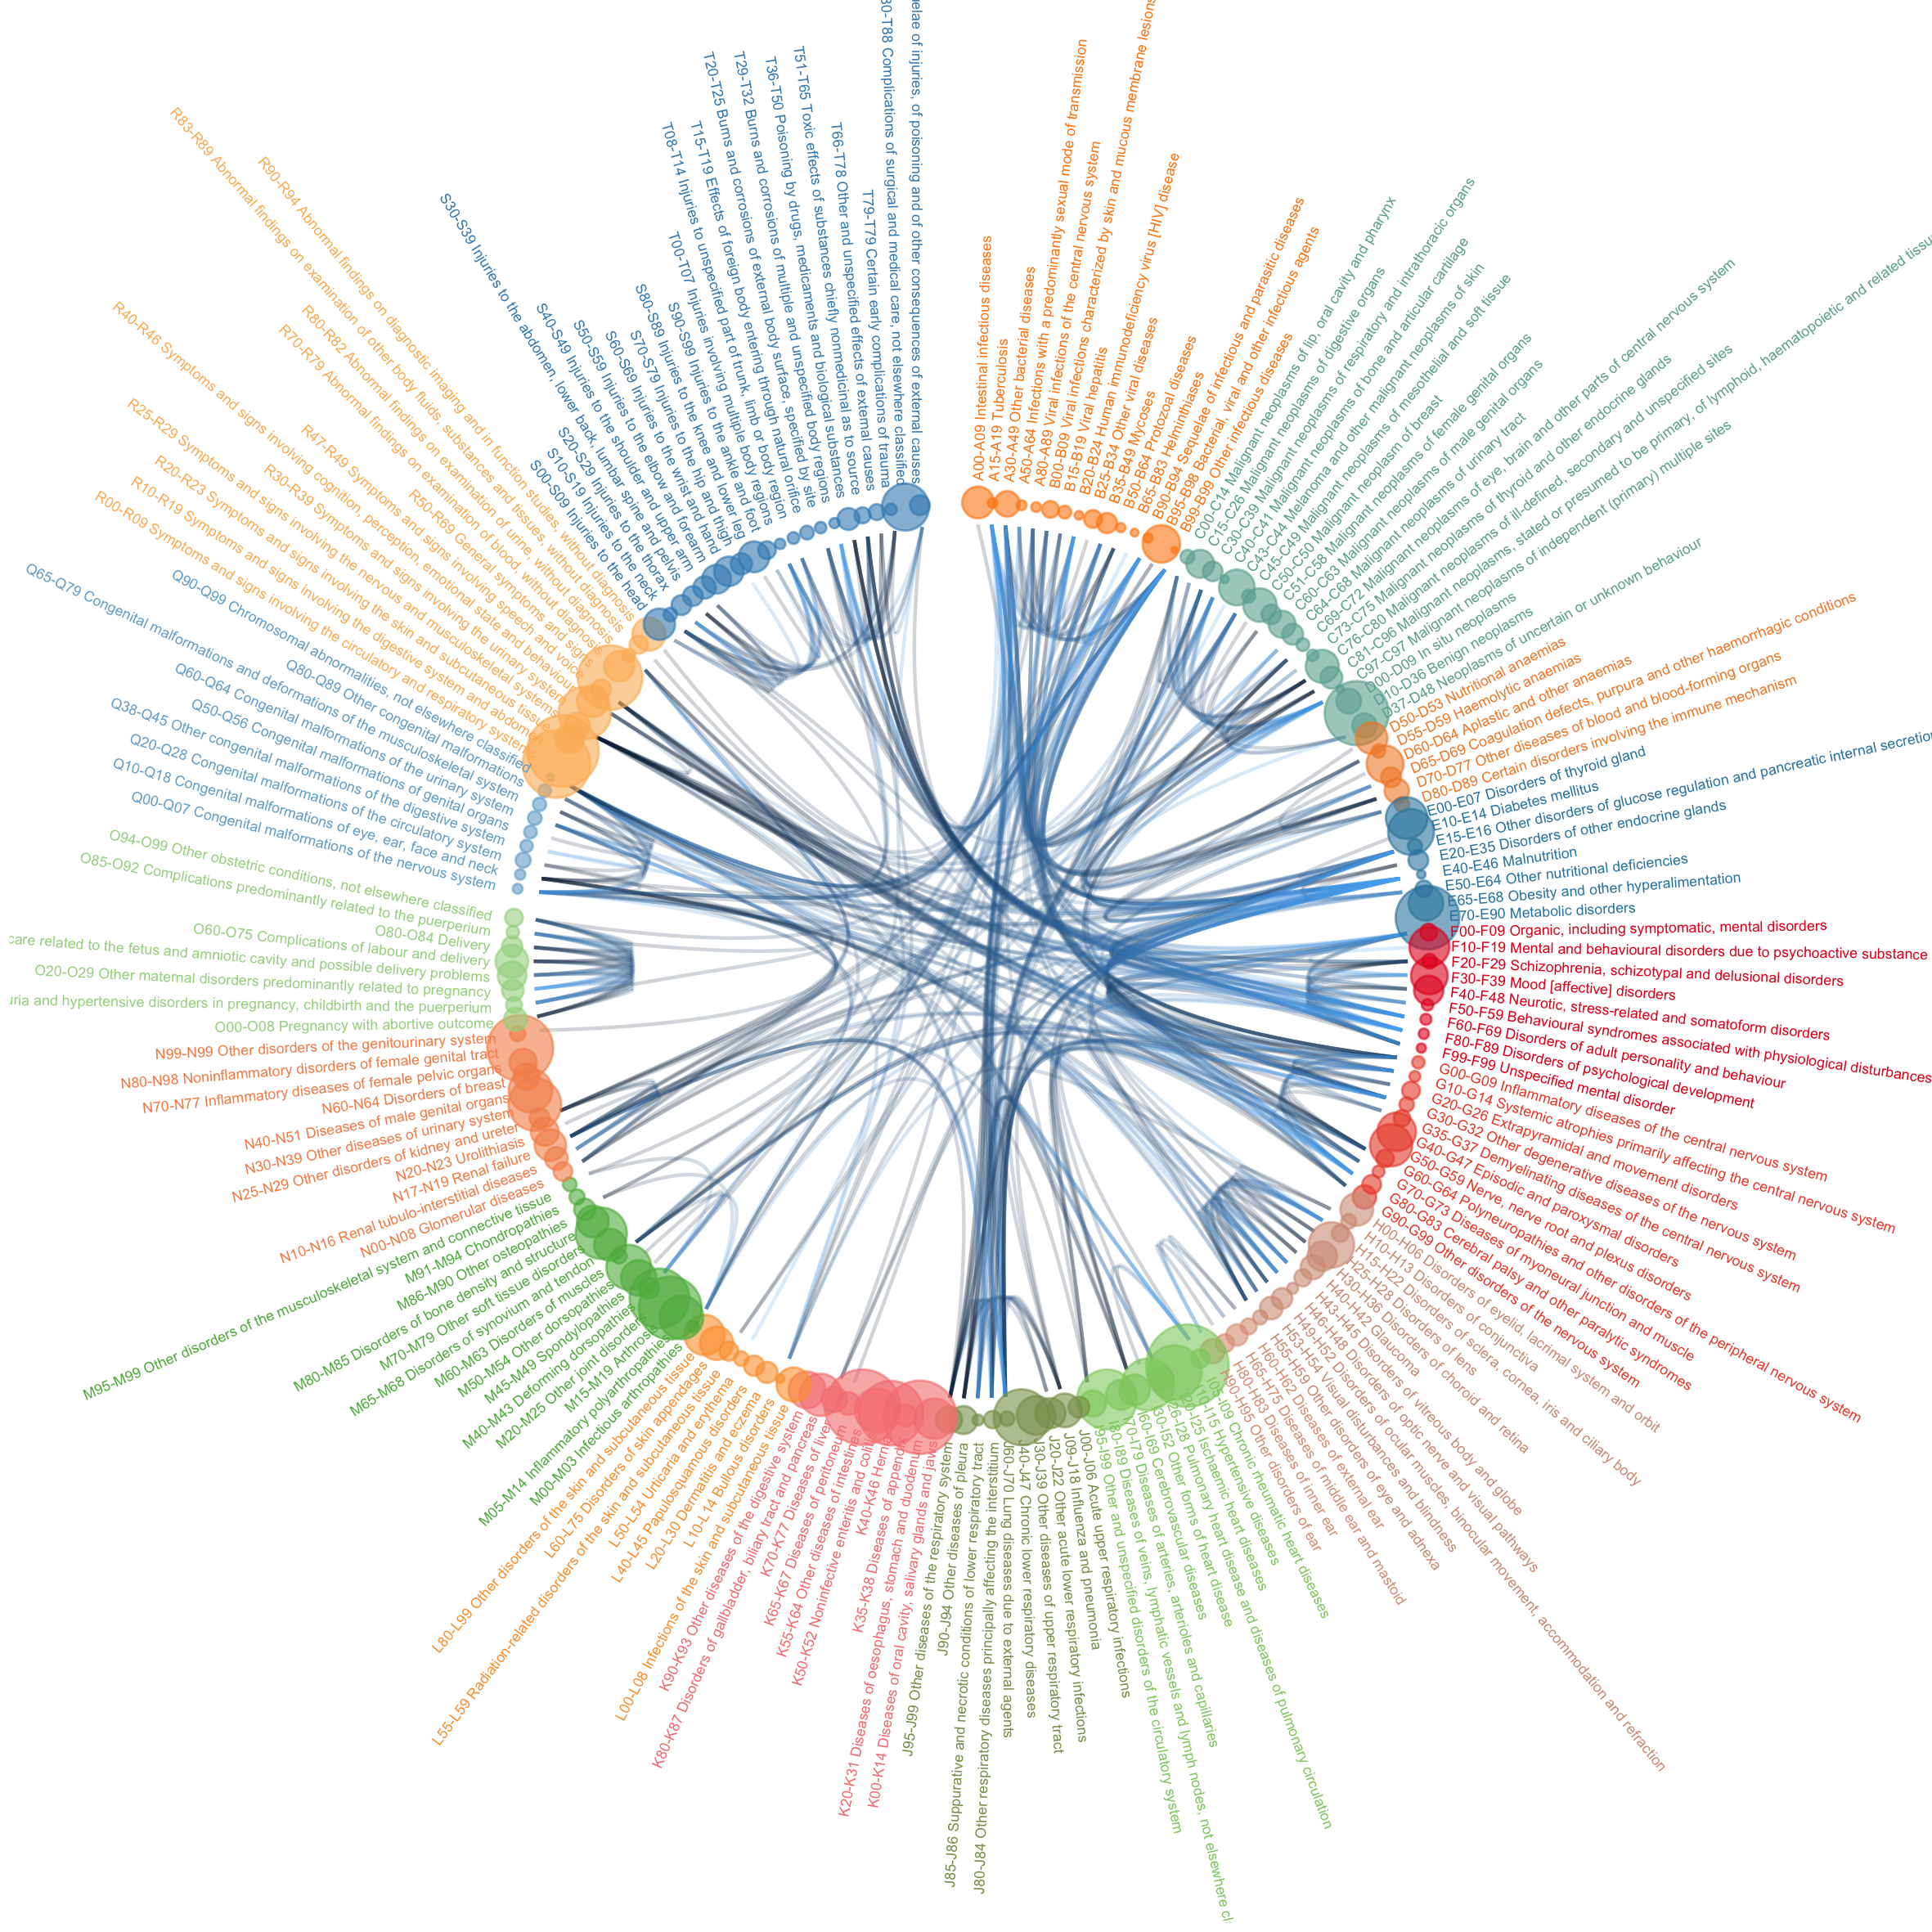 A00-A09 Intestinal infectious diseases
A15-A19 Tuberculosis
A30-A49 Other bacterial diseases
A50-A64 Infections with a predominantly sexual mode of transmission
A80-A89 Viral infections of the central nervous system
B00-B09 Viral infections characterized by skin and mucous membrane lesions
B15-B19 Viral hepatitis
B20-B24 Human immunodeficiency virus [HIV] disease
B25-B34 Other viral diseases
B35-B49 Mycoses
B50-B64 Protozoal diseases
B65-B83 Helminthiases
B90-B94 Sequelae of infectious and parasitic diseases
B95-B98 Bacterial, viral and other infectious agents
B99-B99 Other infectious diseases
C00-C14 Malignant neoplasms of lip, oral cavity and pharynx
C15-C26 Malignant neoplasms of digestive organs
C30-C39 Malignant neoplasms of respiratory and intrathoracic organs
C40-C41 Malignant neoplasms of bone and articular cartilage
C43-C44 Melanoma and other malignant neoplasms of skin
C45-C49 Malignant neoplasms of mesothelial and soft tissue
C50-C50 Malignant neoplasm of breast
C51-C58 Malignant neoplasms of female genital organs
C60-C63 Malignant neoplasms of male genital organs
C64-C68 Malignant neoplasms of urinary tract
C69-C72 Malignant neoplasms of eye, brain and other parts of central nervous system
C73-C75 Malignant neoplasms of thyroid and other endocrine glands
C76-C80 Malignant neoplasms of ill-defined, secondary and unspecified sites
C81-C96 Malignant neoplasms, stated or presumed to be primary, of lymphoid, haematopoietic and related tissue
C97-C97 Malignant neoplasms of independent (primary) multiple sites
D00-D09 In situ neoplasms
D10-D36 Benign neoplasms
D37-D48 Neoplasms of uncertain or unknown behaviour
D50-D53 Nutritional anaemias
D55-D59 Haemolytic anaemias
D60-D64 Aplastic and other anaemias
D65-D69 Coagulation defects, purpura and other haemorrhagic conditions
D70-D77 Other diseases of blood and blood-forming organs
D80-D89 Certain disorders involving the immune mechanism
E00-E07 Disorders of thyroid gland
E10-E14 Diabetes mellitus
E15-E16 Other disorders of glucose regulation and pancreatic internal secretion
E20-E35 Disorders of other endocrine glands
E40-E46 Malnutrition
E50-E64 Other nutritional deficiencies
E65-E68 Obesity and other hyperalimentation
E70-E90 Metabolic disorders
F00-F09 Organic, including symptomatic, mental disorders
F10-F19 Mental and behavioural disorders due to psychoactive substance
F20-F29 Schizophrenia, schizotypal and delusional disorders
F30-F39 Mood [affective] disorders
F40-F48 Neurotic, stress-related and somatoform disorders
F50-F59 Behavioural syndromes associated with physiological disturbances
F60-F69 Disorders of adult personality and behaviour
F80-F89 Disorders of psychological development
F99-F99 Unspecified mental disorder
G00-G09 Inflammatory diseases of the central nervous system
G10-G14 Systemic atrophies primarily affecting the central nervous system
G20-G26 Extrapyramidal and movement disorders
G30-G32 Other degenerative diseases of the nervous system
G35-G37 Demyelinating diseases of the central nervous system
G40-G47 Episodic and paroxysmal disorders
G50-G59 Nerve, nerve root and plexus disorders
G60-G64 Polyneuropathies and other disorders of the peripheral nervous system
G70-G73 Diseases of myoneural junction and muscle
G80-G83 Cerebral palsy and other paralytic syndromes
G90-G99 Other disorders of the nervous system
H00-H06 Disorders of eyelid, lacrimal system and orbit
H10-H13 Disorders of conjunctiva
H15-H22 Disorders of sclera, cornea, iris and ciliary body
H25-H28 Disorders of lens
H30-H36 Disorders of choroid and retina
H40-H42 Glaucoma
H43-H45 Disorders of vitreous body and globe
H46-H48 Disorders of optic nerve and visual pathways
H49-H52 Disorders of ocular muscles, binocular movement, accommodation and refraction
H53-H54 Visual disturbances and blindness
H55-H59 Other disorders of eye and adnexa
H60-H62 Diseases of external ear
H65-H75 Diseases of middle ear and mastoid
H80-H83 Diseases of inner ear
H90-H95 Other disorders of ear
I05-I09 Chronic rheumatic heart diseases
I10-I15 Hypertensive diseases
I20-I25 Ischaemic heart diseases
I26-I28 Pulmonary heart disease and diseases of pulmonary circulation
I30-I52 Other forms of heart disease
I60-I69 Cerebrovascular diseases
I70-I79 Diseases of arteries, arterioles and capillaries
I80-I89 Diseases of veins, lymphatic vessels and lymph nodes, not elsewhere cl
I95-I99 Other and unspecified disorders of the circulatory system
J00-J06 Acute upper respiratory infections
J09-J18 Influenza and pneumonia
J20-J22 Other acute lower respiratory infections
J30-J39 Other diseases of upper respiratory tract
J40-J47 Chronic lower respiratory diseases
J60-J70 Lung diseases due to external agents
J80-J84 Other respiratory diseases principally affecting the interstitium
J85-J86 Suppurative and necrotic conditions of lower respiratory tract
J90-J94 Other diseases of pleura
J95-J99 Other diseases of the respiratory system
K00-K14 Diseases of oral cavity, salivary glands and jaws
K20-K31 Diseases of oesophagus, stomach and duodenum
K35-K38 Diseases of appendi
K40-K46 Hernia
K50-K52 Noninfective enteritis and colit
K55-K64 Other diseases of intestines
K65-K67 Diseases of peritoneum
K70-K77 Diseases of liver
K80-K87 Disorders of gallbladder, biliary tract and pancreas
K90-K93 Other diseases of the digestive system
L00-L08 Infections of the skin and subcutaneous tissue
L10-L14 Bullous disorders
L20-L30 Dermatitis and eczema
L40-L45 Papulosquamous disorders
L50-L54 Urticaria and erythema
L55-L59 Radiation-related disorders of the skin and subcutaneous tissue
L60-L75 Disorders of skin appendages
L80-L99 Other disorders of the skin and subcutaneous tissue
M00-M03 Infectious arthropathies
M05-M14 Inflammatory polyarthropathies
M15-M19 Arthrosis
M20-M25 Other joint disorders
M40-M43 Deforming dorsopathies
M45-M49 Spondylopathies
M50-M54 Other dorsopathies
M60-M63 Disorders of muscles
M65-M68 Disorders of synovium and tendon
M70-M79 Other soft tissue disorders
M80-M85 Disorders of bone density and structure
M86-M90 Other osteopathies
M91-M94 Chondropathies
M95-M99 Other disorders of the musculoskeletal system and connective tissue
N00-N08 Glomerular diseases
N10-N16 Renal tubulo-interstitial diseases
N17-N19 Renal failure
N20-N23 Urolithiasis
N25-N29 Other disorders of kidney and ureter
N30-N39 Other diseases of urinary system
N40-N51 Diseases of male genital organs
N60-N64 Disorders of breast
N70-N77 Inflammatory diseases of female pelvic organs
N80-N98 Noninflammatory disorders of female genital tract
N99-N99 Other disorders of the genitourinary system
O00-O08 Pregnancy with abortive outcome
uria and hypertensive disorders in pregnancy, childbirth and the puerperium
O20-O29 Other maternal disorders predominantly related to pregnancy
care related to the fetus and amniotic cavity and possible delivery problems
O60-O75 Complications of labour and delivery
O80-O84 Delivery
O85-O92 Complications predominantly related to the puerperium
O94-O99 Other obstetric conditions, not elsewhere classified
Q00-Q07 Congenital malformations of the nervous system
Q10-Q18 Congenital malformations of eye, ear, face and neck
Q20-Q28 Congenital malformations of the circulatory system
Q38-Q45 Other congenital malformations of the digestive system
Q50-Q56 Congenital malformations of genital organs
Q60-Q64 Congenital malformations of the urinary system
Q65-Q79 Congenital malformations and deformations of the musculoskeletal system
Q80-Q89 Other congenital malformations
Q90-Q99 Chromosomal abnormalities, not elsewhere classified
R00-R09 Symptoms and signs involving the circulatory and respiratory system
R10-R19 Symptoms and signs involving the digestive system and abdomen
R20-R23 Symptoms and signs involving the skin and subcutaneous tissue
R25-R29 Symptoms and signs involving the nervous and musculoskeletal systems
R30-R39 Symptoms and signs involving the urinary system
R40-R46 Symptoms and signs involving cognition, perception, emotional state and behaviour
R47-R49 Symptoms and signs involving speech and voice
R50-R69 General symptoms and signs
R70-R79 Abnormal findings on examination of blood, without diagnosis
R80-R82 Abnormal findings on examination of urine, without diagnosis
R83-R89 Abnormal findings on examination of other body fluids, substances and tissues, without diagnosis
R90-R94 Abnormal findings on diagnostic imaging and in function studies, without diagnosis
S00-S09 Injuries to the head
S10-S19 Injuries to the neck
S20-S29 Injuries to the thorax
S30-S39 Injuries to the abdomen, lower back, lumbar spine and pelvis
S40-S49 Injuries to the shoulder and upper arm
S50-S59 Injuries to the elbow and forearm
S60-S69 Injuries to the wrist and hand
S70-S79 Injuries to the hip and thigh
S80-S89 Injuries to the knee and lower leg
S90-S99 Injuries to the ankle and foot
T00-T07 Injuries involving multiple body regions
T08-T14 Injuries to unspecified part of trunk, limb or body region
T15-T19 Effects of foreign body entering through natural orifice
T20-T25 Burns and corrosions of external body surface, specified by site
T29-T32 Burns and corrosions of multiple and unspecified body regions
T36-T50 Poisoning by drugs, medicaments and biological substances
T51-T65 Toxic effects of substances chiefly nonmedicinal as to source
T66-T78 Other and unspecified effects of external causes
T79-T79 Certain early complications of trauma
80-T88 Complications of surgical and medical care, not elsewhere classified
elae of injuries, of poisoning and of other consequences of external causes